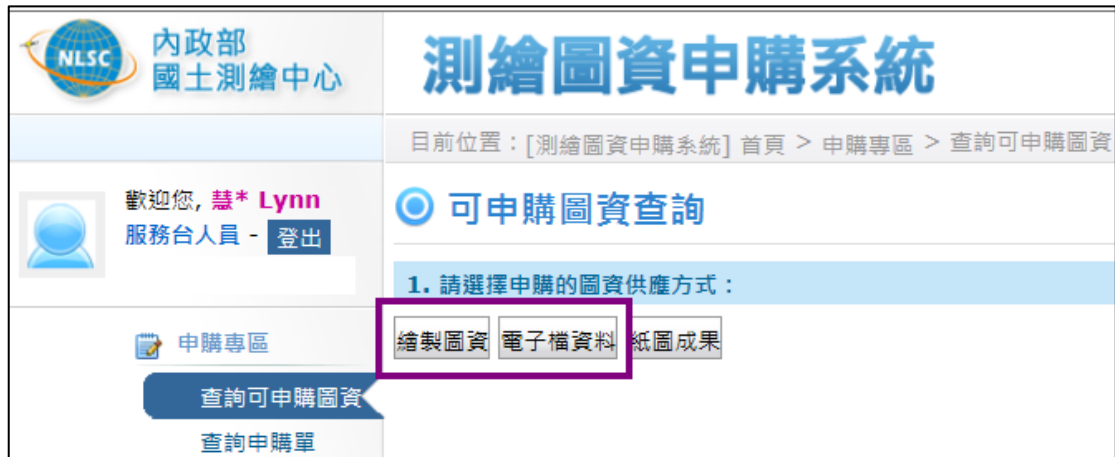 NLSC
內政部
國土測繪中心
測繪圖資申購系統
目前位置：[測繪圖資申購系統] 首頁 > 申購專區 > 查詢可申購圖資
歡迎您, 慧* Lynn
服務台人員 - 登出
可申購圖資查詢
1. 請選擇申購的圖資供應方式：
繪製圖資 電子檔資料 紙圖成果
申購專區
查詢可申購圖資
查詢申購單